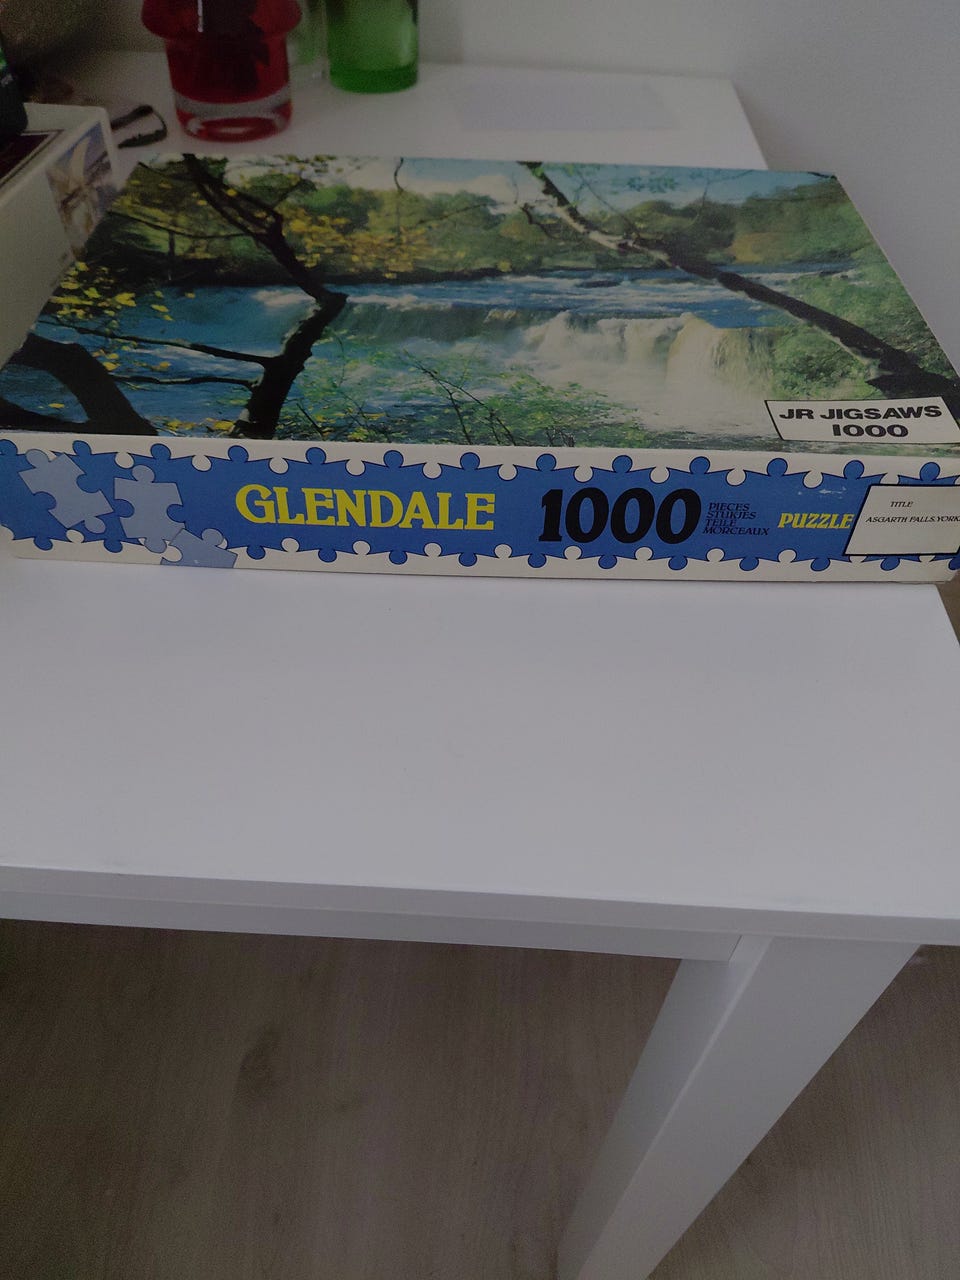 JR JIGSAWS
1000
GLENDALE
1000
PIECES
STUKJES
TEILE
MORCEAUX
PUZZLE
TITLE
ASGARTH FALLS. YORK